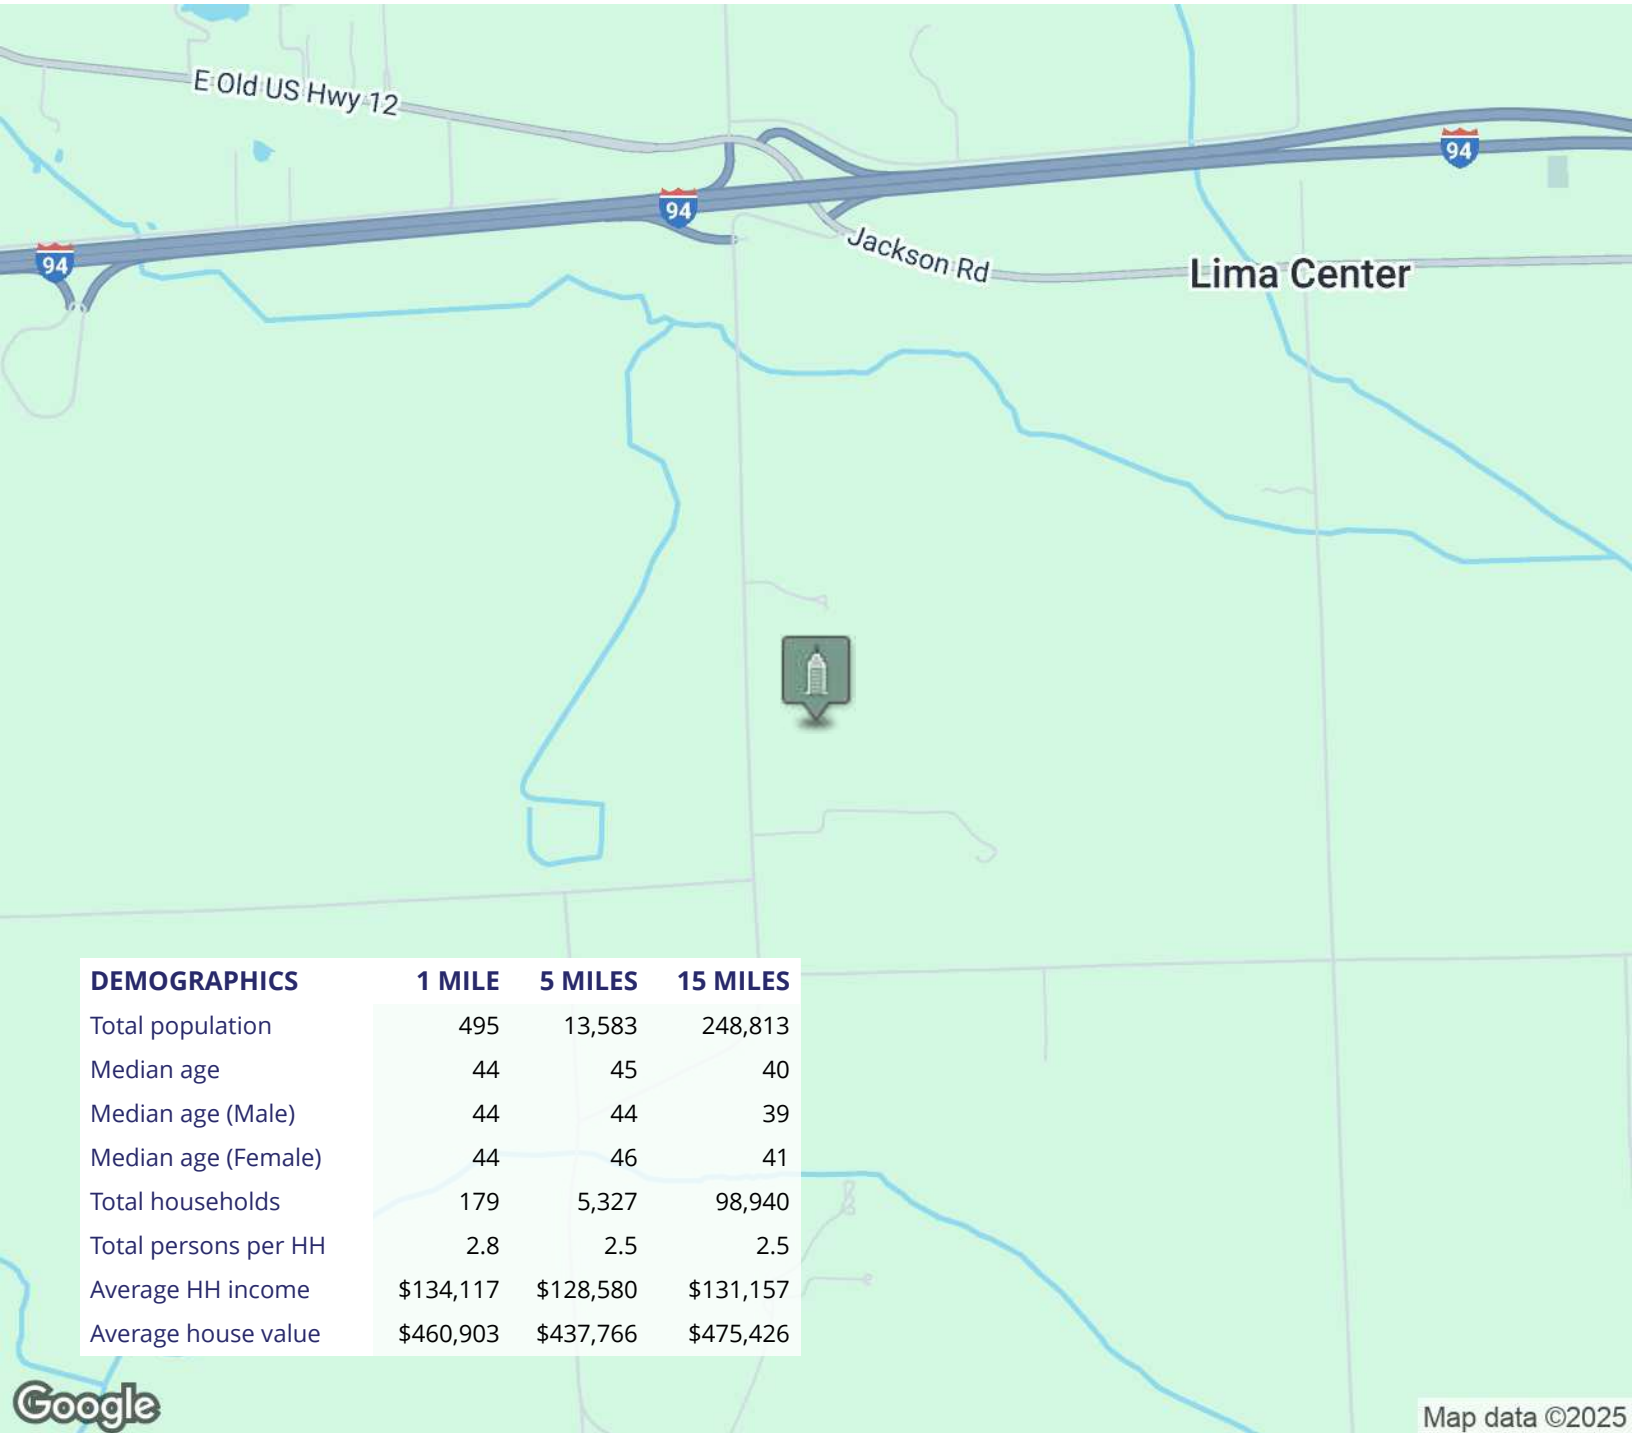 E Old US Hwy 12
94
94
94
Jackson Rd
Lima Center
DEMOGRAPHICS 1 MILE 5 MILES 15 MILES
Total population 495 13,583 248,813
Median age 44 45 40
Median age (Male) 44 44 39
Median age (Female) 44 46 41
Total households 179 5,327 98,940
Total persons per HH 2.8 2.5 2.5
Average HH income $134,117 $128,580 $131,157
Average house value $460,903 $437,766 $475,426
Google
Map data ©2025